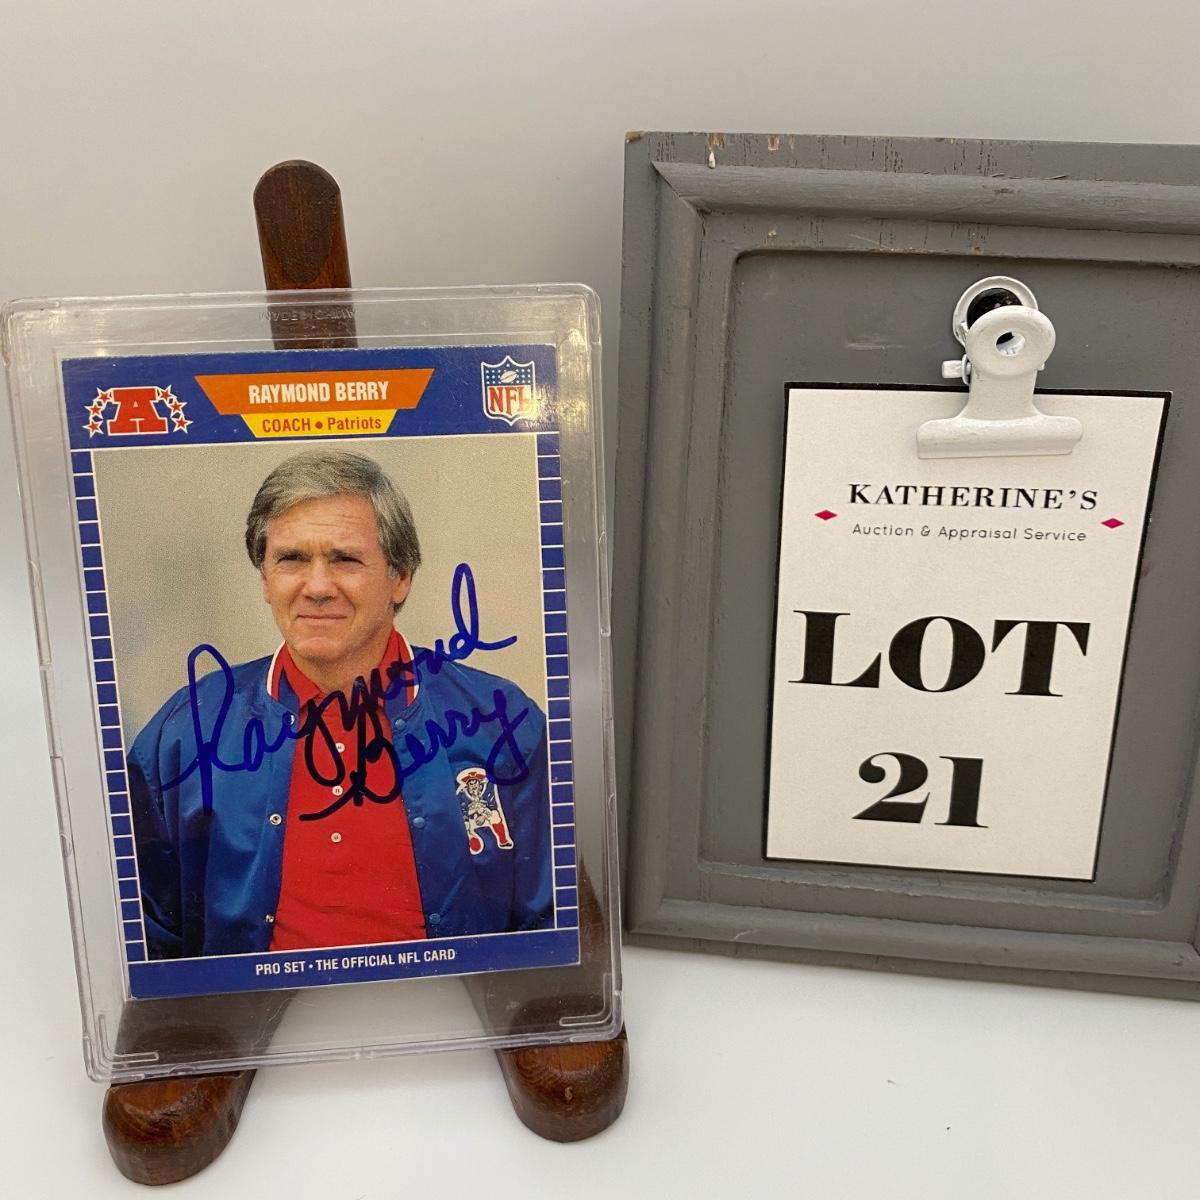 RAYMOND BERRY
COACH • Patriots
A
NFL
Raymond
Berry
PRO SET • THE OFFICIAL NFL CARD
KATHERINE'S
Auction & Appraisal Service
LOT
21